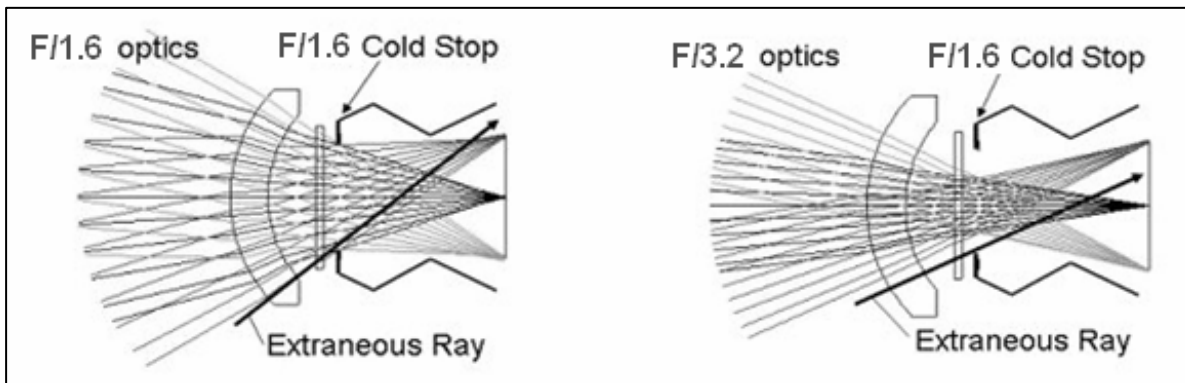 F/1.6 optics
F/1.6 Cold Stop
Extraneous Ray
F/3.2 optics
F/1.6 Cold Stop
Extraneous Ray